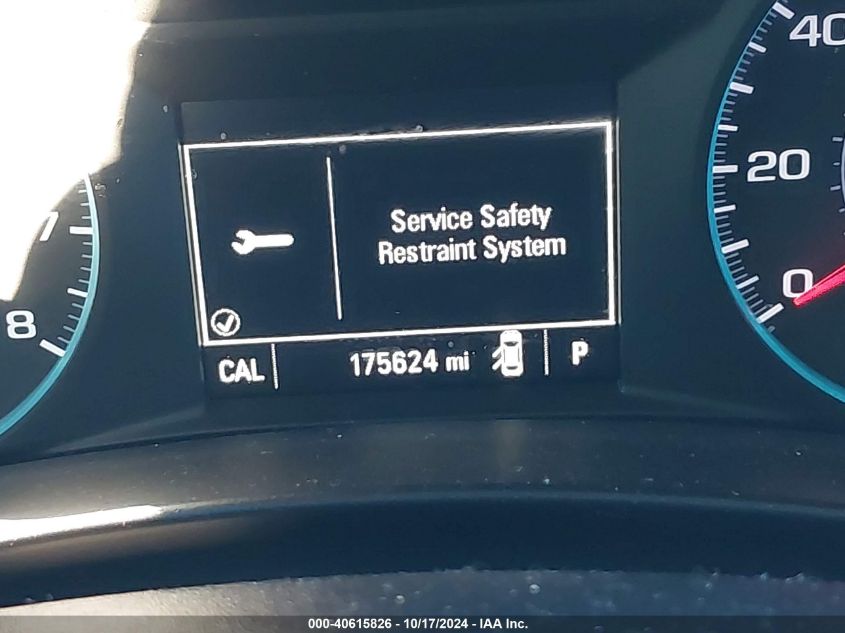 40
20
0
7
8
Service Safety
Restraint System
CAL
175624 mi
P
000-40615826 - 10/17/2024 - IAA Inc.